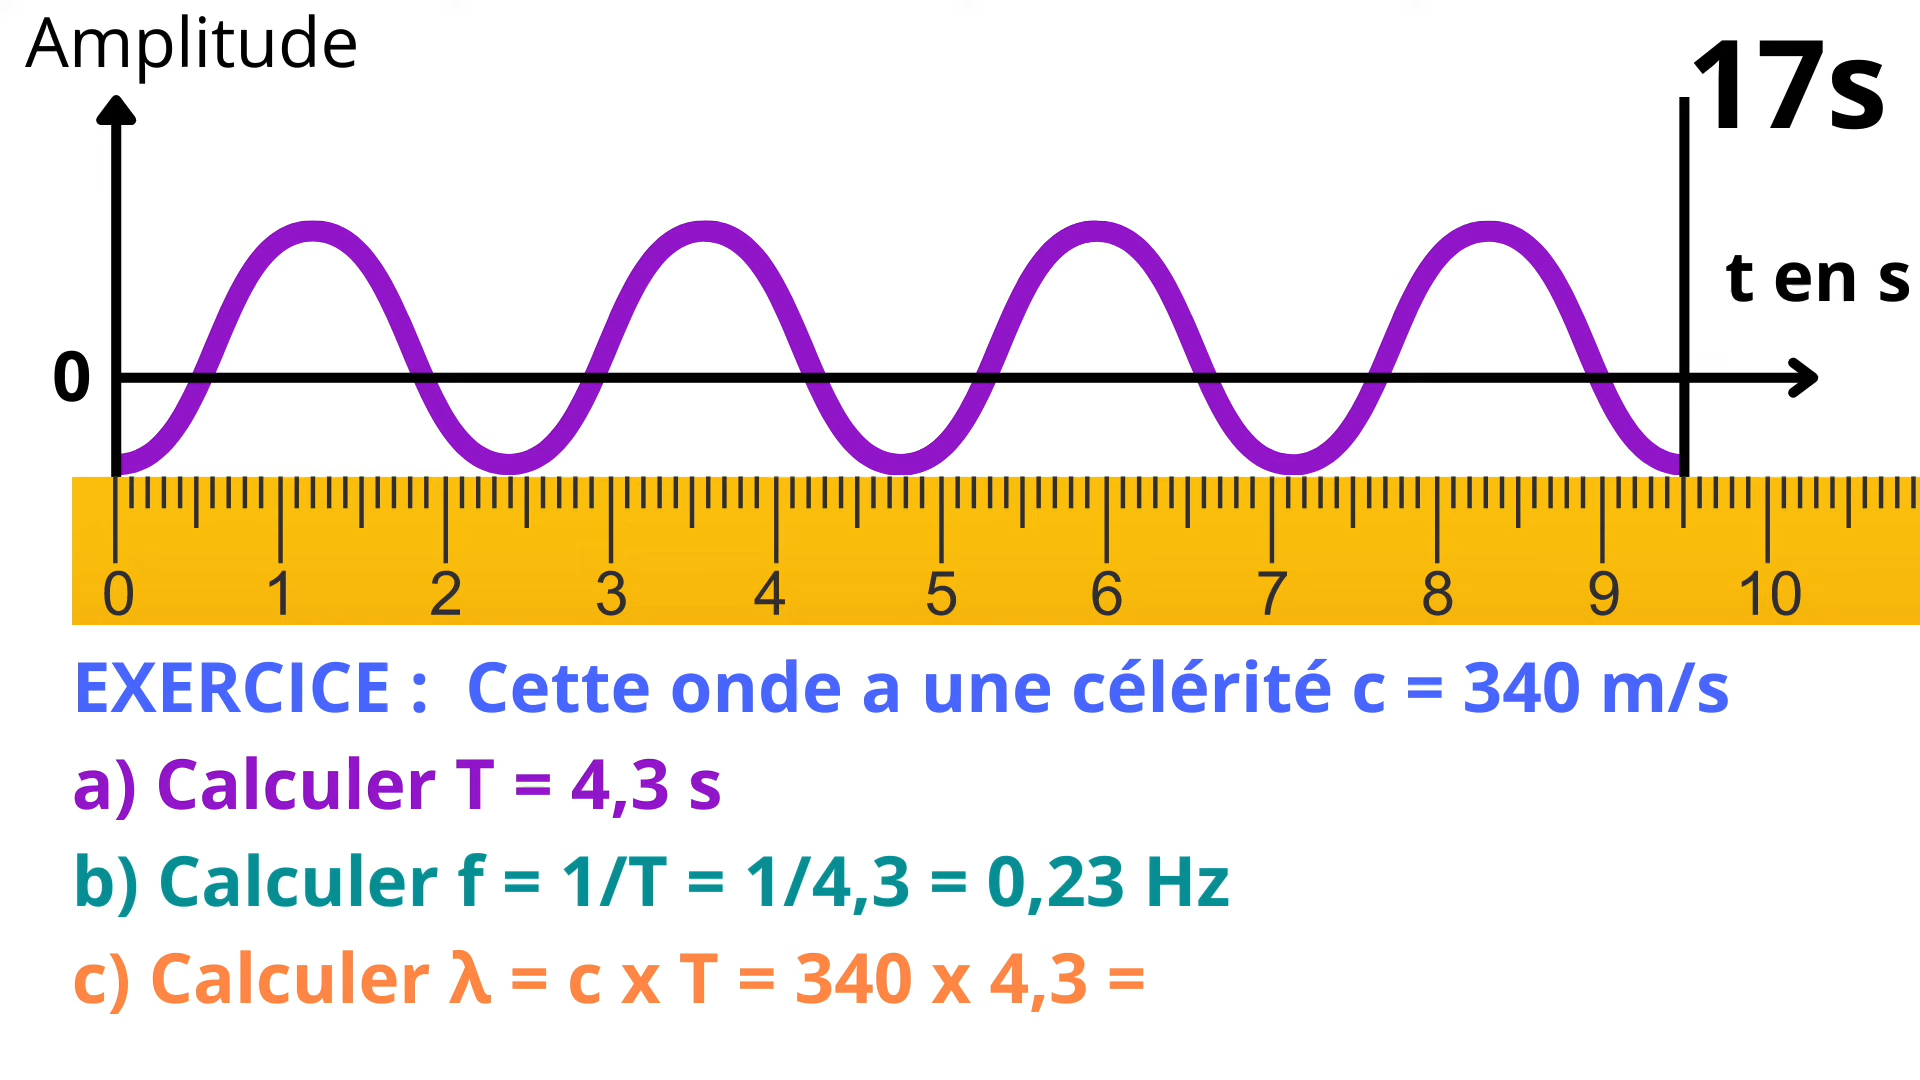 Amplitude
17s
t en s
0
0 1 2 3 4 5 6 7 8 9 10
EXERCICE : Cette onde a une célérité c = 340 m/s
a) Calculer T = 4,3 s
b) Calculer f = 1/T = 1/4,3 = 0,23 Hz
c) Calculer λ = c x T = 340 x 4,3 =